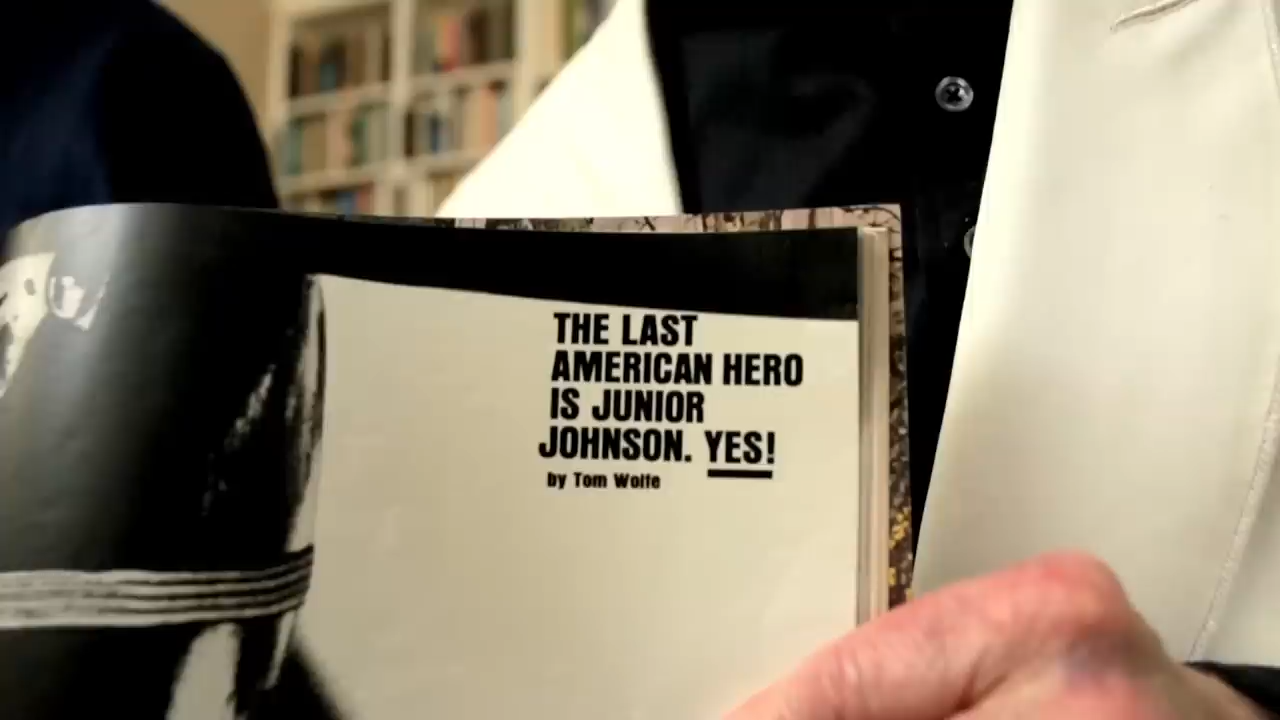 THE LAST
AMERICAN HERO
IS JUNIOR
JOHNSON. YES!
by Tom Wolfe